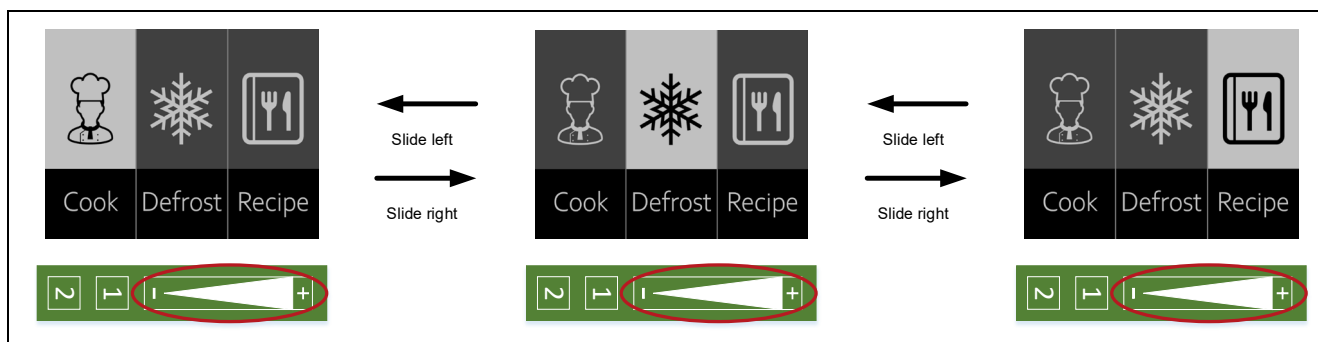 Cook Defrost Recipe
Slide left
Slide right
Cook Defrost Recipe
Slide left
Slide right
Cook Defrost Recipe
2 1 - +
2 1 - +
2 1 - +